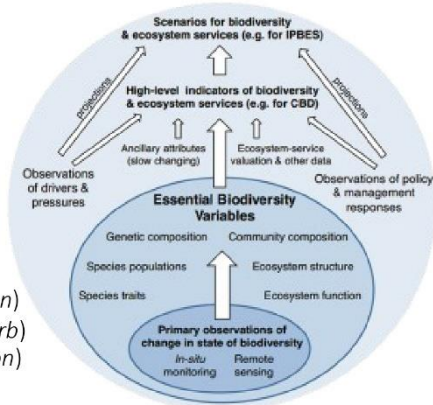 Scenarios for biodiversity
& ecosystem services (e.g. for IPBES)
projections
projections
High-level indicators of biodiversity
& ecosystem services (e.g. for CBD)
Ancillary attributes
(slow changing)
Ecosystem-service
valuation & other data
Observations
of drivers &
pressures
Observations of policy
& management
responses
Essential Biodiversity
Variables
Genetic composition
Community composition
Species populations
Ecosystem structure
Species traits
Ecosystem function
Primary observations of
change in state of biodiversity
In-situ
monitoring
Remote
sensing
n)
rb)
on)